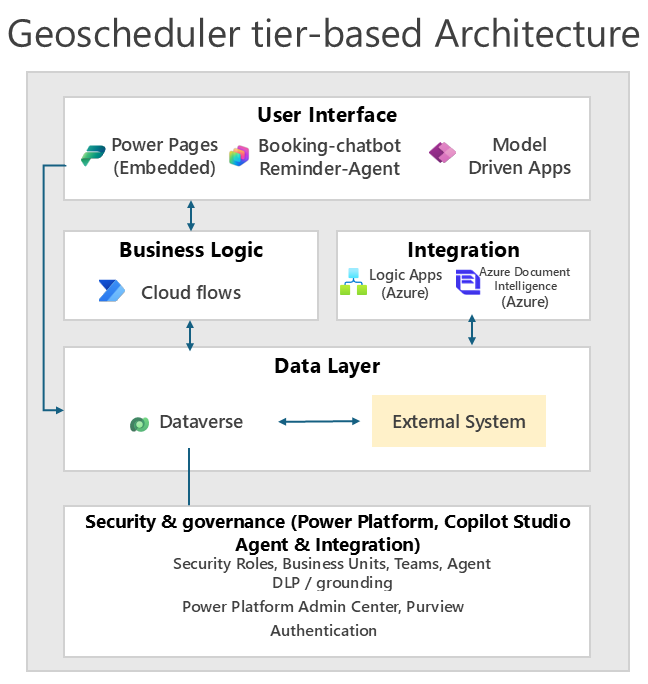 Geoscheduler tier-based Architecture
User Interface
Power Pages
(Embedded)
Booking-chatbot
Reminder-Agent
Model
Driven Apps
Business Logic
Cloud flows
Integration
Logic Apps
(Azure)
Azure Document
Intelligence
(Azure)
Data Layer
Dataverse
External System
Security & governance (Power Platform, Copilot Studio
Agent & Integration)
Security Roles, Business Units, Teams, Agent
DLP / grounding
Power Platform Admin Center, Purview
Authentication